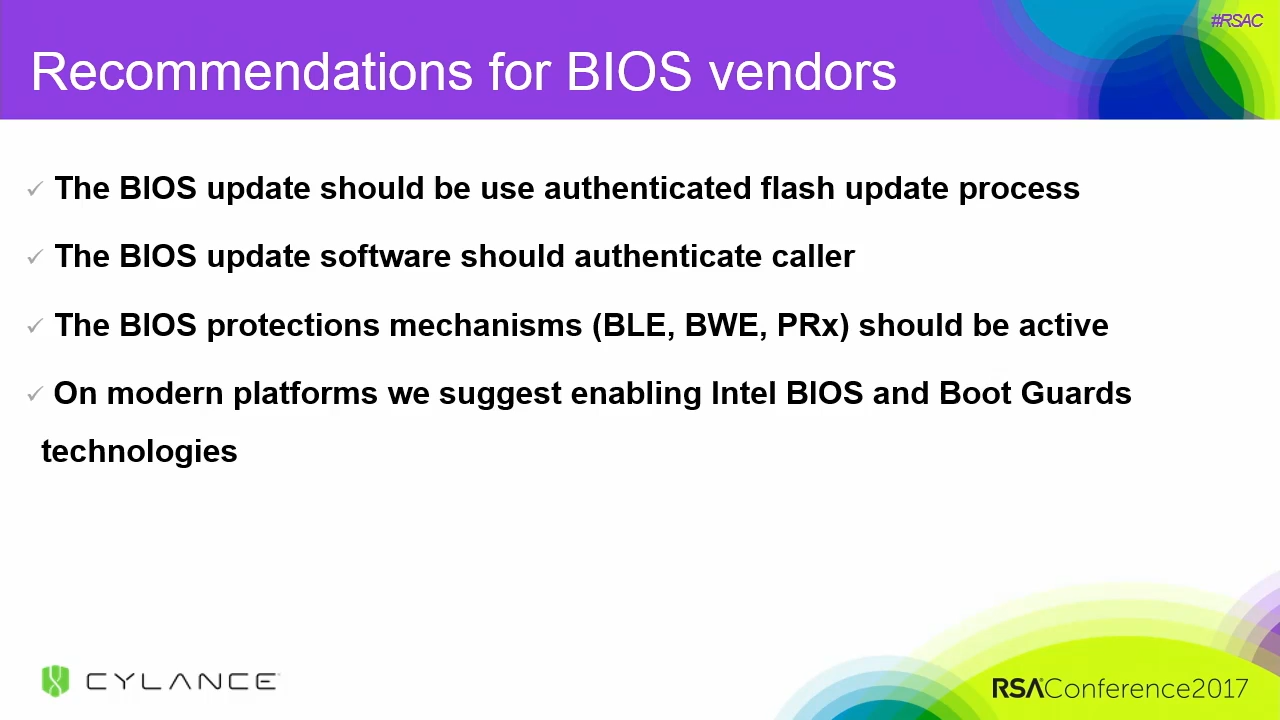 #RSAC
Recommendations for BIOS vendors
✓ The BIOS update should be use authenticated flash update process
✓ The BIOS update software should authenticate caller
✓ The BIOS protections mechanisms (BLE, BWE, PRx) should be active
✓ On modern platforms we suggest enabling Intel BIOS and Boot Guards
technologies
CYLANCE
RSAConference2017